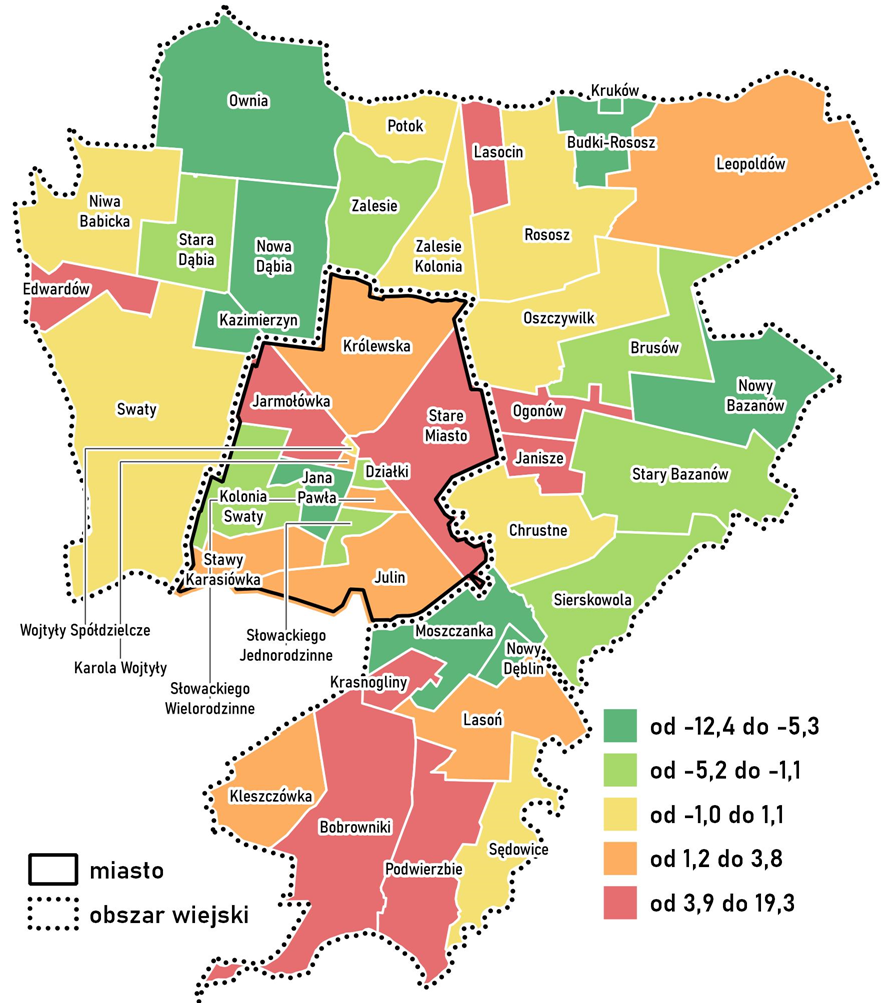 Ownia
Kruków
Potok
Lasocin
Budki-Rososz
Leopoldów
Niwa
Babicka
Zalesie
Stara
Dąbia
Nowa
Dąbia
Zalesie
Kolonia
Rososz
Edwardów
Kazimierzyn
Oszczywilk
Królewska
Brusów
Swaty
Jarmołówka
Stare
Miasto
Ogonów
Nowy
Bazanów
Janisze
Działki
Jana
Pawła
Stary Bazanów
Kolonia
Swaty
Chrustne
Stawy
Karasiówka
Julin
Sierskowola
Wojtyły Spółdzielcze
Karola Wojtyły
Słowackiego
Jednorodzinne
Słowackiego
Wielorodzinne
Moszczanka
Nowy
Dęblin
Krasnogliny
Lasoń
Kleszczówka
Bobrowniki
Podwierzbie
Sędowice
od -12,4 do -5,3
od -5,2 do -1,1
od -1,0 do 1,1
od 1,2 do 3,8
od 3,9 do 19,3
miasto
obszar wiejski